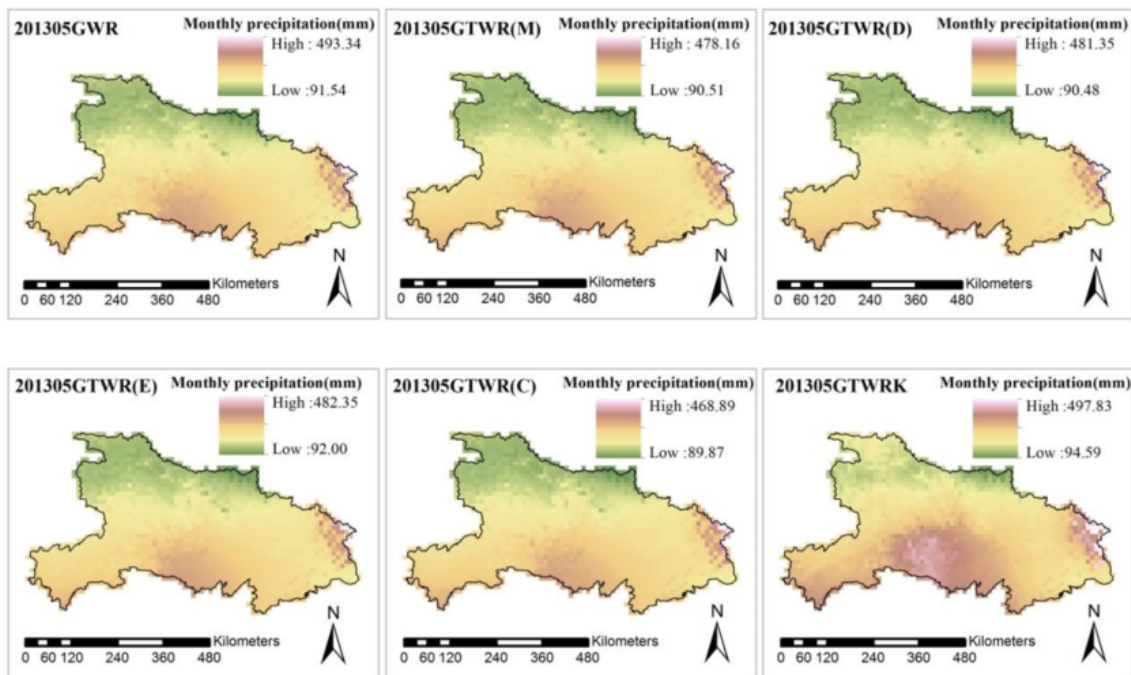 201305GWR Monthly precipitation(mm)
High : 493.34
Low :91.54
N
Kilometers
0 60 120 240 360 480
201305GTWR(M) Monthly precipitation(mm)
High : 478.16
Low :90.51
N
Kilometers
0 60 120 240 360 480
201305GTWR(D) Monthly precipitation(mm)
High : 481.35
Low :90.48
N
Kilometers
0 60 120 240 360 480
201305GTWR(E) Monthly precipitation(mm)
High :482.35
Low :92.00
N
Kilometers
0 60 120 240 360 480
201305GTWR(C) Monthly precipitation(mm)
High :468.89
Low :89.87
N
Kilometers
0 60 120 240 360 480
201305GTWRK Monthly precipitation(mm)
High :497.83
Low :94.59
N
Kilometers
0 60 120 240 360 480